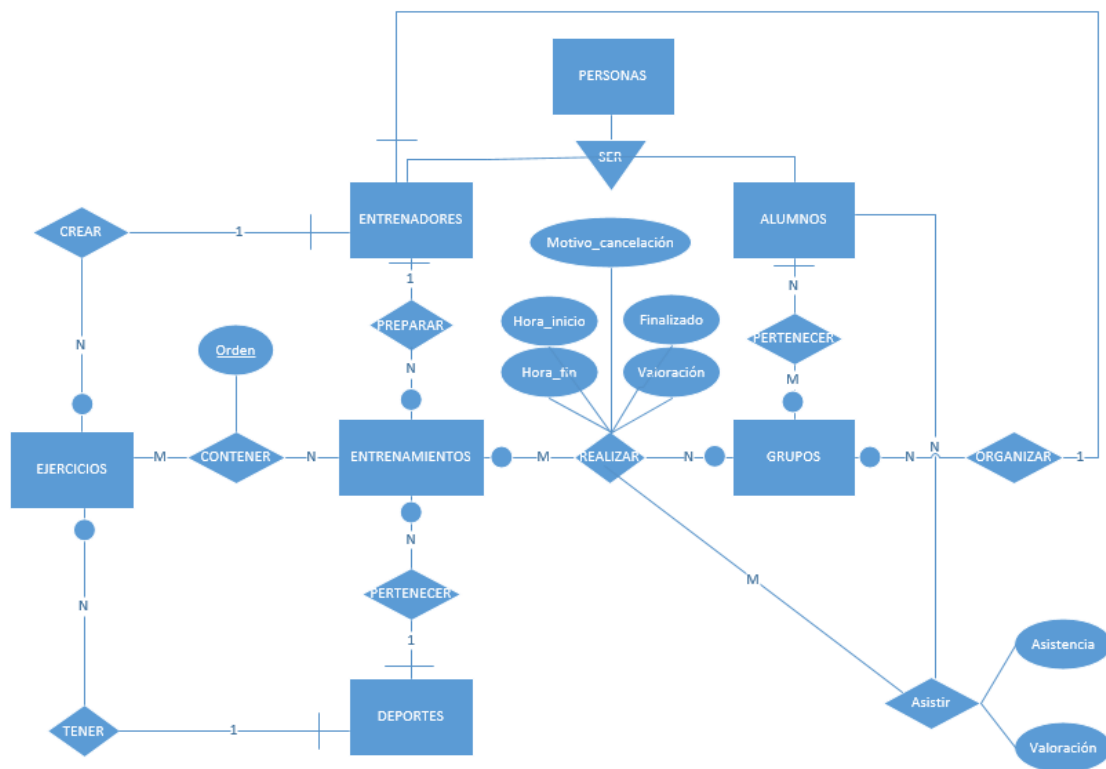 PERSONAS
SER
ENTRENADORES
ALUMNOS
CREAR
1
Motivo_cancelación
1
N
PREPARAR
Hora_inicio
Finalizado
PERTENECER
N
Orden
N
Hora_fin
Valoración
M
EJERCICIOS
M
CONTENER
N
ENTRENAMIENTOS
M
REALIZAR
N
GRUPOS
N
N
ORGANIZAR
1
N
PERTENECER
M
N
1
Asistencia
Asistir
DEPORTES
TENER
1
Valoración